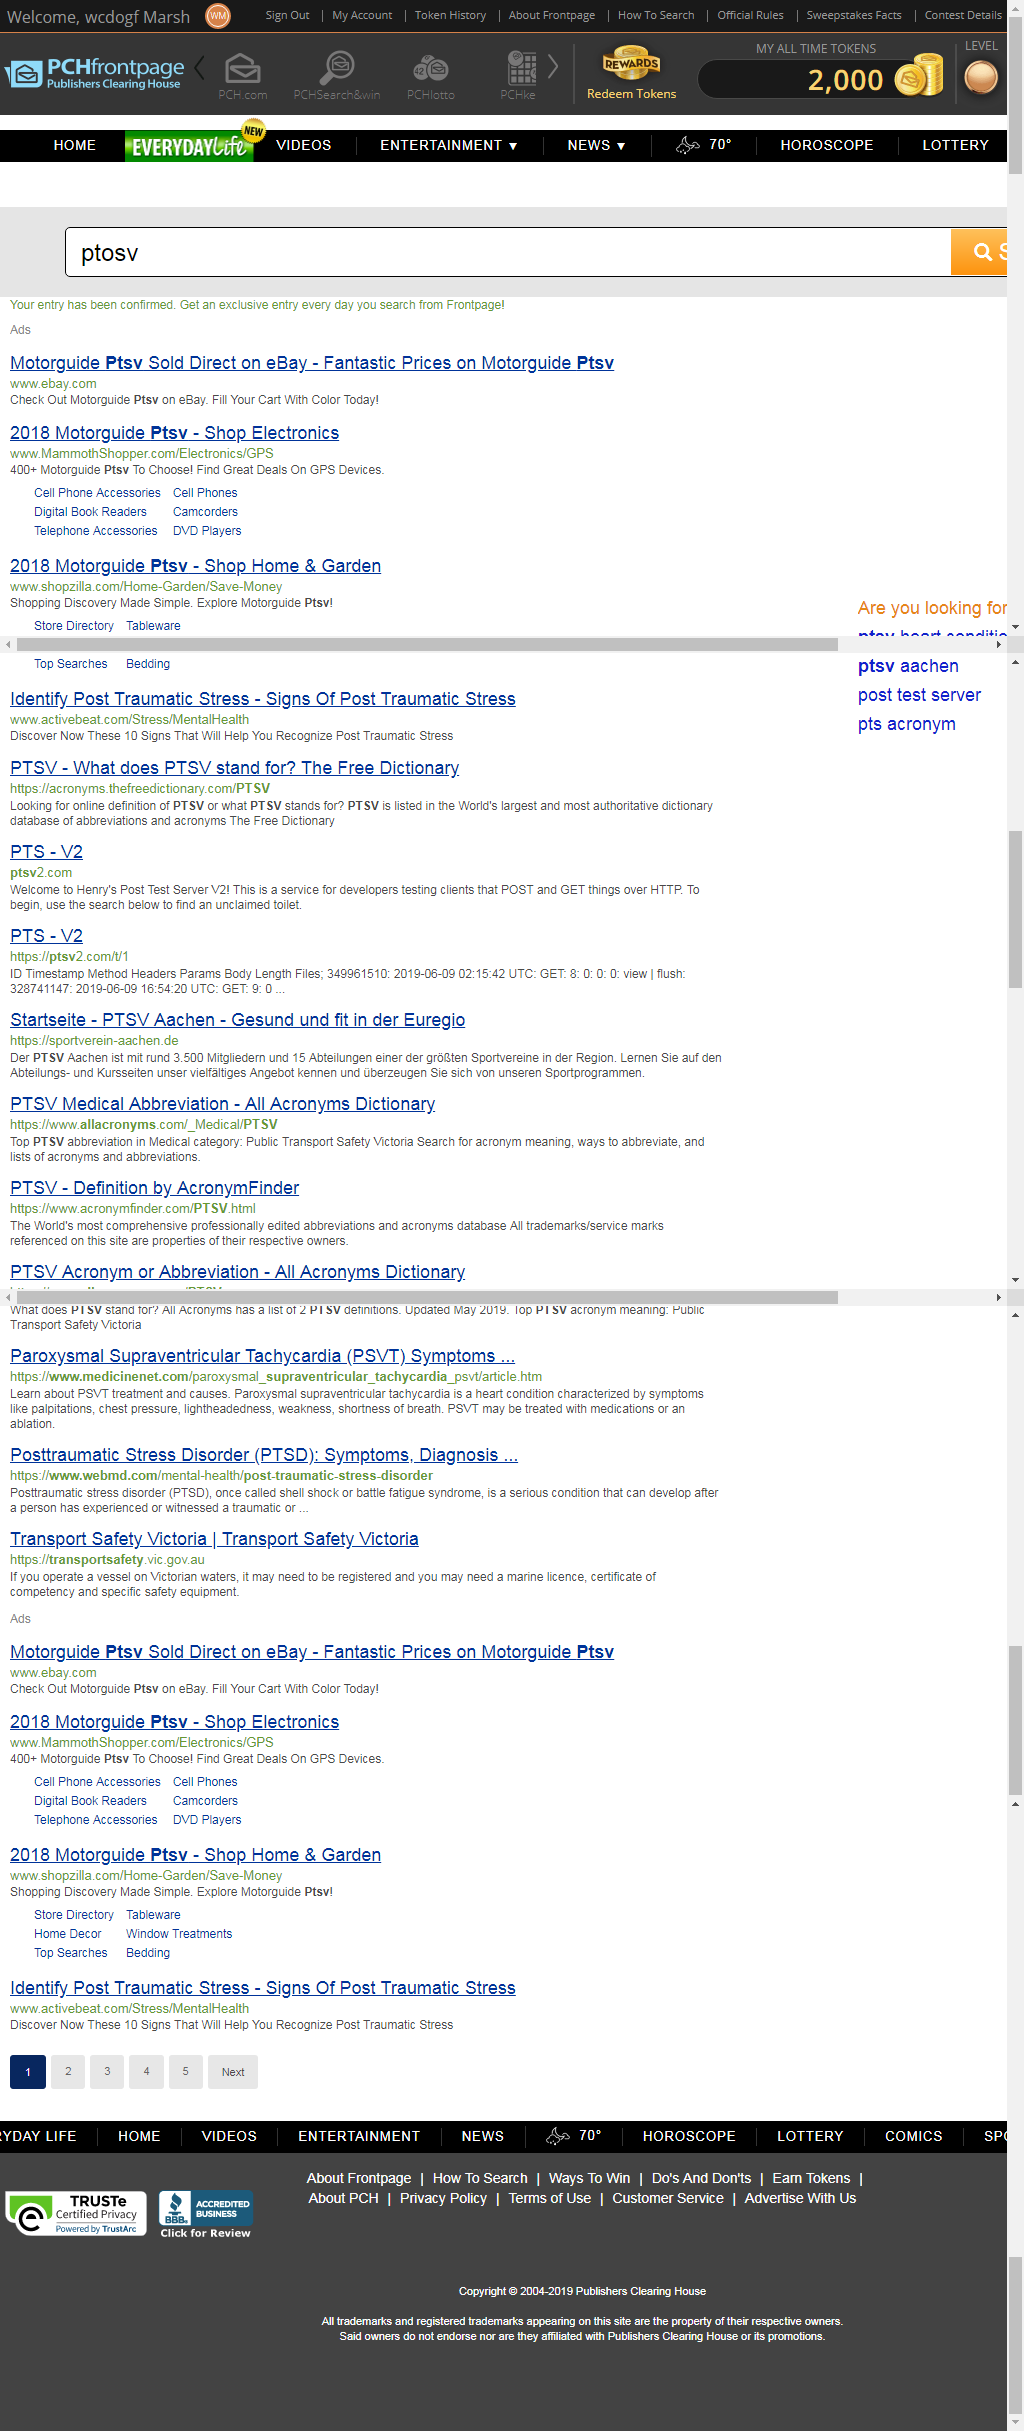 Welcome, wcdogf Marsh WM Sign Out | My Account | Token History | About Frontpage | How To Search | Official Rules | Sweepstakes Facts | Contest Details
PCHfrontpage
Publishers Clearing House
PCH.com PCHSearch&win PCHlotto PCHke
REWARDS
Redeem Tokens
MY ALL TIME TOKENS
2,000
LEVEL
HOME EVERYDAY Life NEW VIDEOS ENTERTAINMENT ▼ NEWS ▼ 70° HOROSCOPE LOTTERY
ptosv
S
Your entry has been confirmed. Get an exclusive entry every day you search from Frontpage!
Ads
Motorguide Ptsv Sold Direct on eBay - Fantastic Prices on Motorguide Ptsv
www.ebay.com
Check Out Motorguide Ptsv on eBay. Fill Your Cart With Color Today!
2018 Motorguide Ptsv - Shop Electronics
www.MammothShopper.com/Electronics/GPS
400+ Motorguide Ptsv To Choose! Find Great Deals On GPS Devices.
Cell Phone Accessories Cell Phones
Digital Book Readers Camcorders
Telephone Accessories DVD Players
2018 Motorguide Ptsv - Shop Home & Garden
www.shopzilla.com/Home-Garden/Save-Money
Shopping Discovery Made Simple. Explore Motorguide Ptsv!
Store Directory Tableware
Top Searches Bedding
Are you looking for
ptsv heart conditio
ptsv aachen
post test server
pts acronym
Identify Post Traumatic Stress - Signs Of Post Traumatic Stress
www.activebeat.com/Stress/MentalHealth
Discover Now These 10 Signs That Will Help You Recognize Post Traumatic Stress
PTSV - What does PTSV stand for? The Free Dictionary
https://acronyms.thefreedictionary.com/PTSV
Looking for online definition of PTSV or what PTSV stands for? PTSV is listed in the World's largest and most authoritative dictionary
database of abbreviations and acronyms The Free Dictionary
PTS - V2
ptsv2.com
Welcome to Henry's Post Test Server V2! This is a service for developers testing clients that POST and GET things over HTTP. To
begin, use the search below to find an unclaimed toilet.
PTS - V2
https://ptsv2.com/t/1
ID Timestamp Method Headers Params Body Length Files; 349961510: 2019-06-09 02:15:42 UTC: GET: 8: 0: 0: 0: view | flush:
328741147: 2019-06-09 16:54:20 UTC: GET: 9: 0 ...
Startseite - PTSV Aachen - Gesund und fit in der Euregio
https://sportverein-aachen.de
Der PTSV Aachen ist mit rund 3.500 Mitgliedern und 15 Abteilungen einer der größten Sportvereine in der Region. Lernen Sie auf den
Abteilungs- und Kursseiten unser vielfältiges Angebot kennen und überzeugen Sie sich von unseren Sportprogrammen.
PTSV Medical Abbreviation - All Acronyms Dictionary
https://www.allacronyms.com/_Medical/PTSV
Top PTSV abbreviation in Medical category: Public Transport Safety Victoria Search for acronym meaning, ways to abbreviate, and
lists of acronyms and abbreviations.
PTSV - Definition by AcronymFinder
https://www.acronymfinder.com/PTSV.html
The World's most comprehensive professionally edited abbreviations and acronyms database All trademarks/service marks
referenced on this site are properties of their respective owners.
PTSV Acronym or Abbreviation - All Acronyms Dictionary
What does PTSV stand for? All Acronyms has a list of 2 PTSV definitions. Updated May 2019. Top PTSV acronym meaning: Public
Transport Safety Victoria
Paroxysmal Supraventricular Tachycardia (PSVT) Symptoms ...
https://www.medicinenet.com/paroxysmal_supraventricular_tachycardia_psvt/article.htm
Learn about PSVT treatment and causes. Paroxysmal supraventricular tachycardia is a heart condition characterized by symptoms
like palpitations, chest pressure, lightheadedness, weakness, shortness of breath. PSVT may be treated with medications or an
ablation.
Posttraumatic Stress Disorder (PTSD): Symptoms, Diagnosis ...
https://www.webmd.com/mental-health/post-traumatic-stress-disorder
Posttraumatic stress disorder (PTSD), once called shell shock or battle fatigue syndrome, is a serious condition that can develop after
a person has experienced or witnessed a traumatic or ...
Transport Safety Victoria | Transport Safety Victoria
https://transportsafety.vic.gov.au
If you operate a vessel on Victorian waters, it may need to be registered and you may need a marine licence, certificate of
competency and specific safety equipment.
Ads
Motorguide Ptsv Sold Direct on eBay - Fantastic Prices on Motorguide Ptsv
www.ebay.com
Check Out Motorguide Ptsv on eBay. Fill Your Cart With Color Today!
2018 Motorguide Ptsv - Shop Electronics
www.MammothShopper.com/Electronics/GPS
400+ Motorguide Ptsv To Choose! Find Great Deals On GPS Devices.
Cell Phone Accessories Cell Phones
Digital Book Readers Camcorders
Telephone Accessories DVD Players
2018 Motorguide Ptsv - Shop Home & Garden
www.shopzilla.com/Home-Garden/Save-Money
Shopping Discovery Made Simple. Explore Motorguide Ptsv!
Store Directory Tableware
Home Decor Window Treatments
Top Searches Bedding
Identify Post Traumatic Stress - Signs Of Post Traumatic Stress
www.activebeat.com/Stress/MentalHealth
Discover Now These 10 Signs That Will Help You Recognize Post Traumatic Stress
1 2 3 4 5 Next
RYDAY LIFE HOME VIDEOS ENTERTAINMENT NEWS 70° HOROSCOPE LOTTERY COMICS SPO
About Frontpage | How To Search | Ways To Win | Do's And Don'ts | Earn Tokens |
About PCH | Privacy Policy | Terms of Use | Customer Service | Advertise With Us
TRUSTe
Certified Privacy
Powered by TrustArc
BBB.
ACCREDITED
BUSINESS
Click for Review
Copyright © 2004-2019 Publishers Clearing House
All trademarks and registered trademarks appearing on this site are the property of their respective owners.
Said owners do not endorse nor are they affiliated with Publishers Clearing House or its promotions.